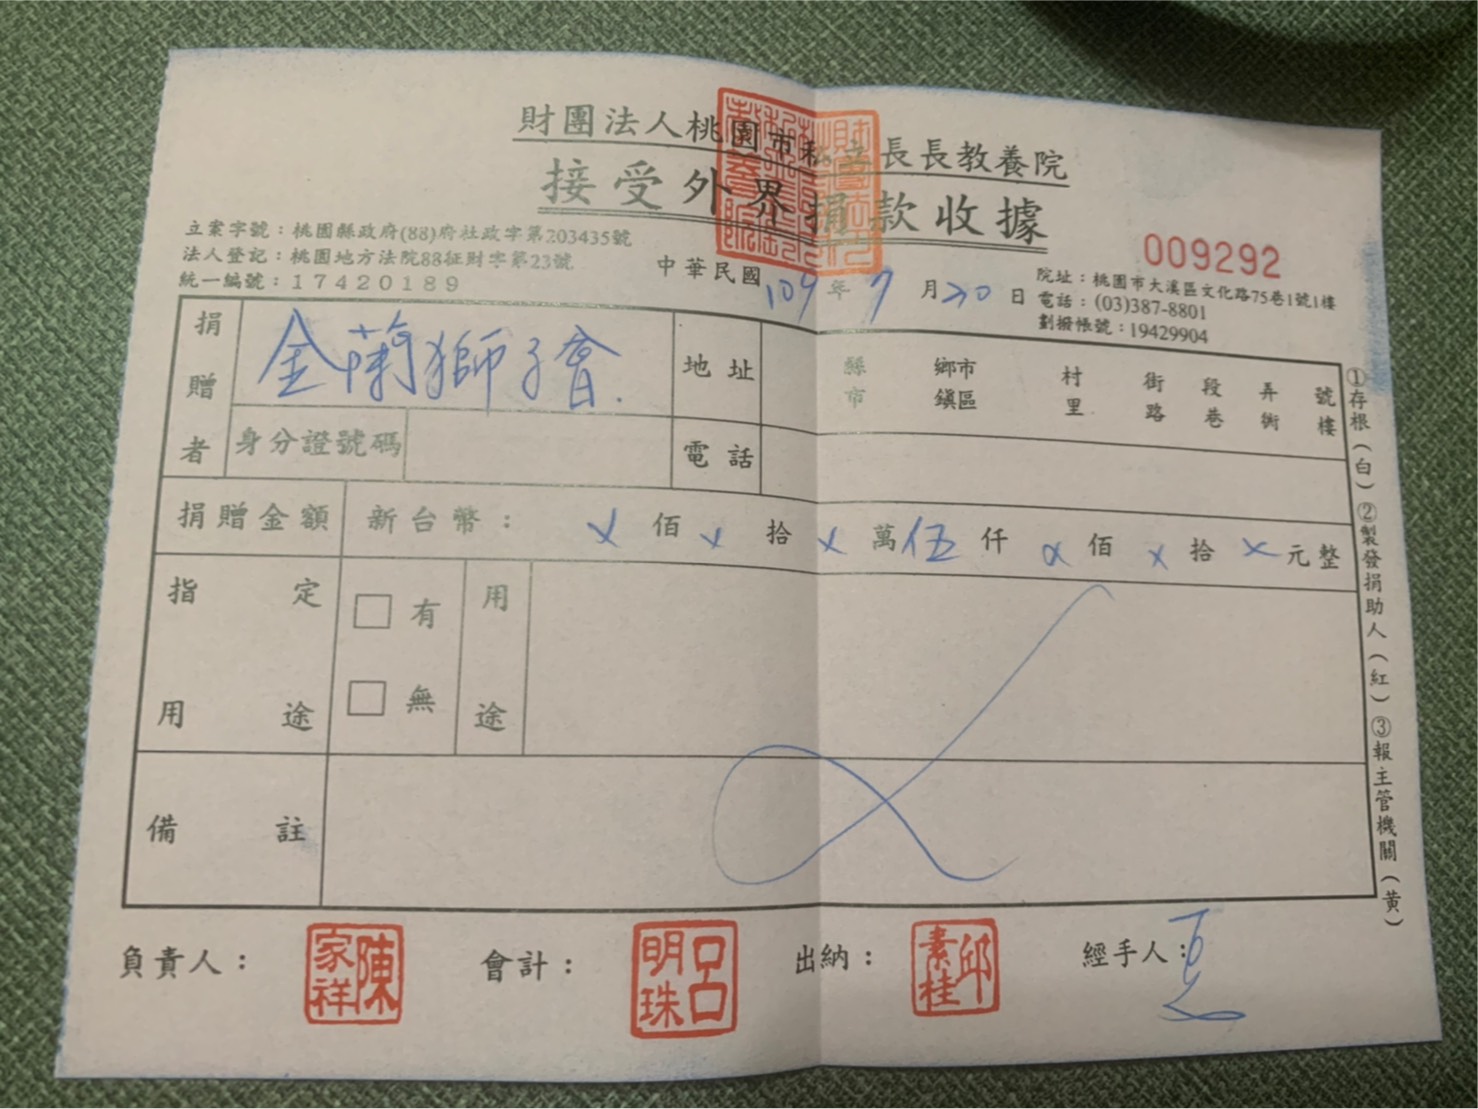 財團法人桃園市私立長長教養院
接受外界捐款收據
立案字號：桃園縣政府(88)府社政字第203435號
法人登記：桃園地方法院88征財字第23號
統一編號：17420189
中華民國109年7月20日
009292
院址：桃園市大溪區文化路75巷1號1樓
電話：(03)387-8801
劃撥帳號：19429904
捐贈者 金蘭獅子會. 地址 縣市 鄉市鎮區 村里 街路 段巷 弄衖 號樓
身分證號碼 電話
捐贈金額 新台幣： x 佰 x 拾 x 萬 伍 仟 x 佰 x 拾 x 元整
指定用途 □ 有 用途
□ 無
備註
①存根（白）②製發捐助人（紅）③報主管機關（黃）
負責人： 陳家祥 會計： 呂明珠 出納： 邱素桂 經手人：